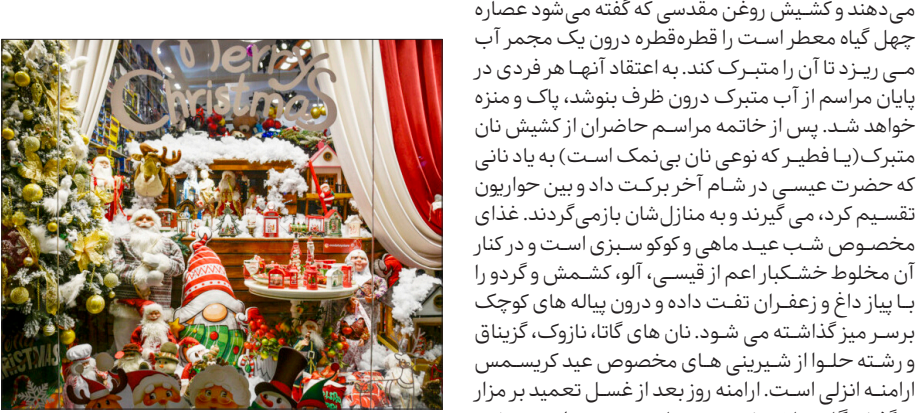 می‌دهند و کشیش روغن مقدسی که گفته می‌شود عصاره
چهل گیاه معطر است را قطره‌قطره درون یک مجمر آب
می ریزد تا آن را متبرک کند. به اعتقاد آنها هر فردی در
پایان مراسم از آب متبرک درون ظرف بنوشد، پاک و منزه
خواهد شد. پس از خاتمه مراسم حاضران از کشیش نان
متبرک(یا فطیر که نوعی نان بی‌نمک است) به یاد نانی
که حضرت عیسی در شام آخر برکت داد و بین حواریون
تقسیم کرد، می گیرند و به منازل‌شان بازمی‌گردند. غذای
مخصوص شب عید ماهی و کوکو سبزی است و در کنار
آن مخلوط خشکبار اعم از قیسی، آلو، کشمش و گردو را
با پیاز داغ و زعفران تفت داده و درون پیاله های کوچک
برسر میز گذاشته می شود. نان های گاتا، نازوک، گزیناق
و رشته حلوا از شیرینی های مخصوص عید کریسمس
ارامنه انزلی است. ارامنه روز بعد از غسل تعمید بر مزار
Merry
Christmas